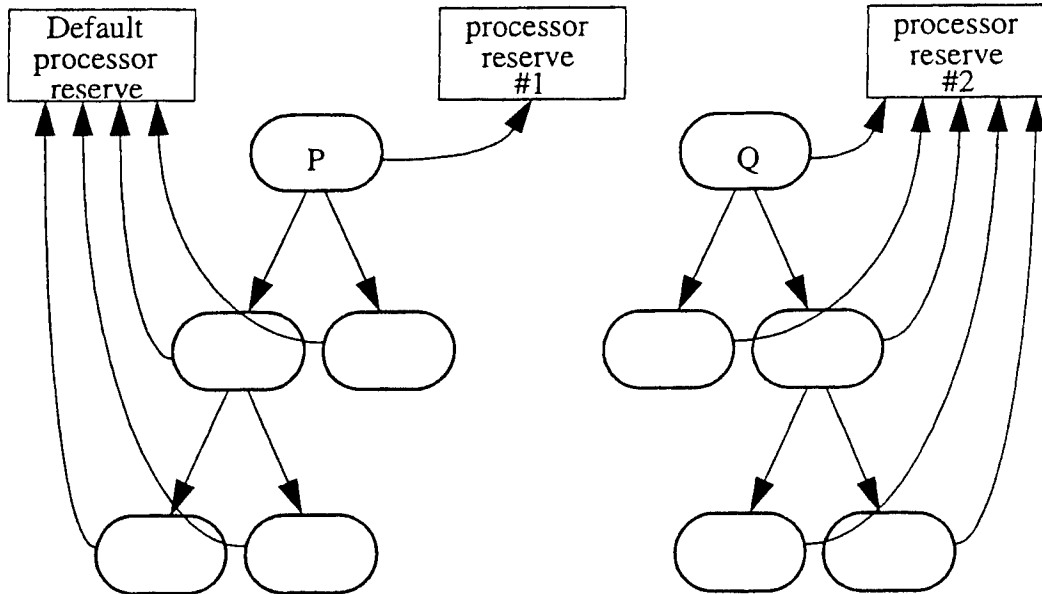 Default
processor
reserve
processor
reserve
#1
processor
reserve
#2
P
Q